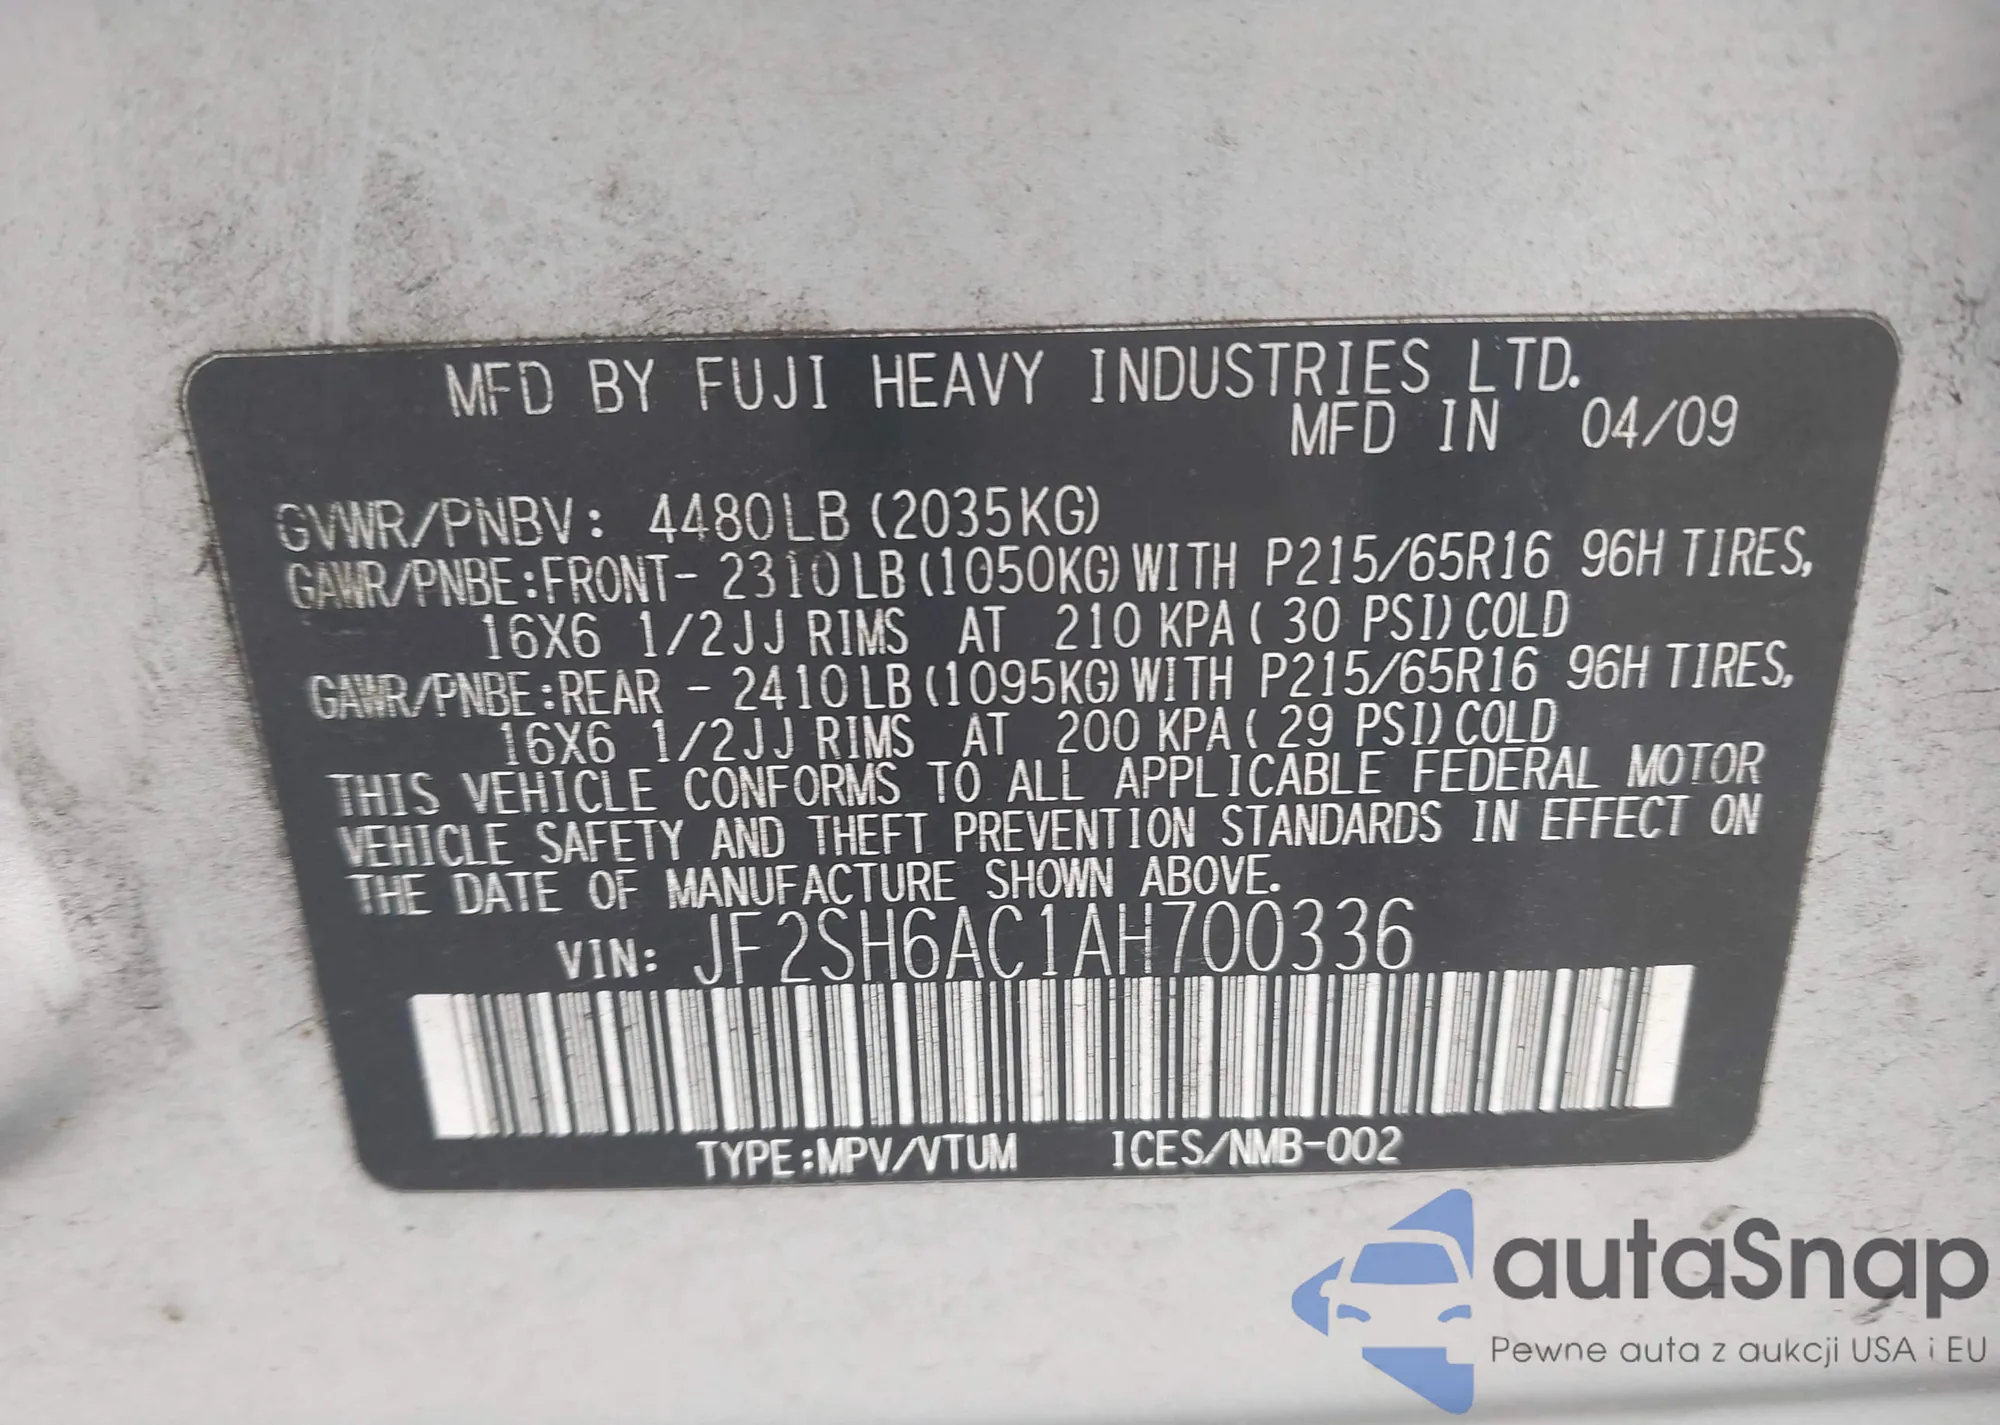 MFD BY FUJI HEAVY INDUSTRIES LTD.
MFD IN 04/09
GVWR/PNBV: 4480LB (2035KG)
GAWR/PNBE:FRONT- 2310LB(1050KG)WITH P215/65R16 96H TIRES,
16X6 1/2JJ RIMS AT 210 KPA( 30 PSI)COLD
GAWR/PNBE:REAR - 2410LB(1095KG)WITH P215/65R16 96H TIRES,
16X6 1/2JJ RIMS AT 200 KPA( 29 PSI)COLD
THIS VEHICLE CONFORMS TO ALL APPLICABLE FEDERAL MOTOR
VEHICLE SAFETY AND THEFT PREVENTION STANDARDS IN EFFECT ON
THE DATE OF MANUFACTURE SHOWN ABOVE.
VIN: JF2SH6AC1AH700336
TYPE:MPV/VTUM ICES/NMB-002
autaSnap
Pewne auta z aukcji USA i EU